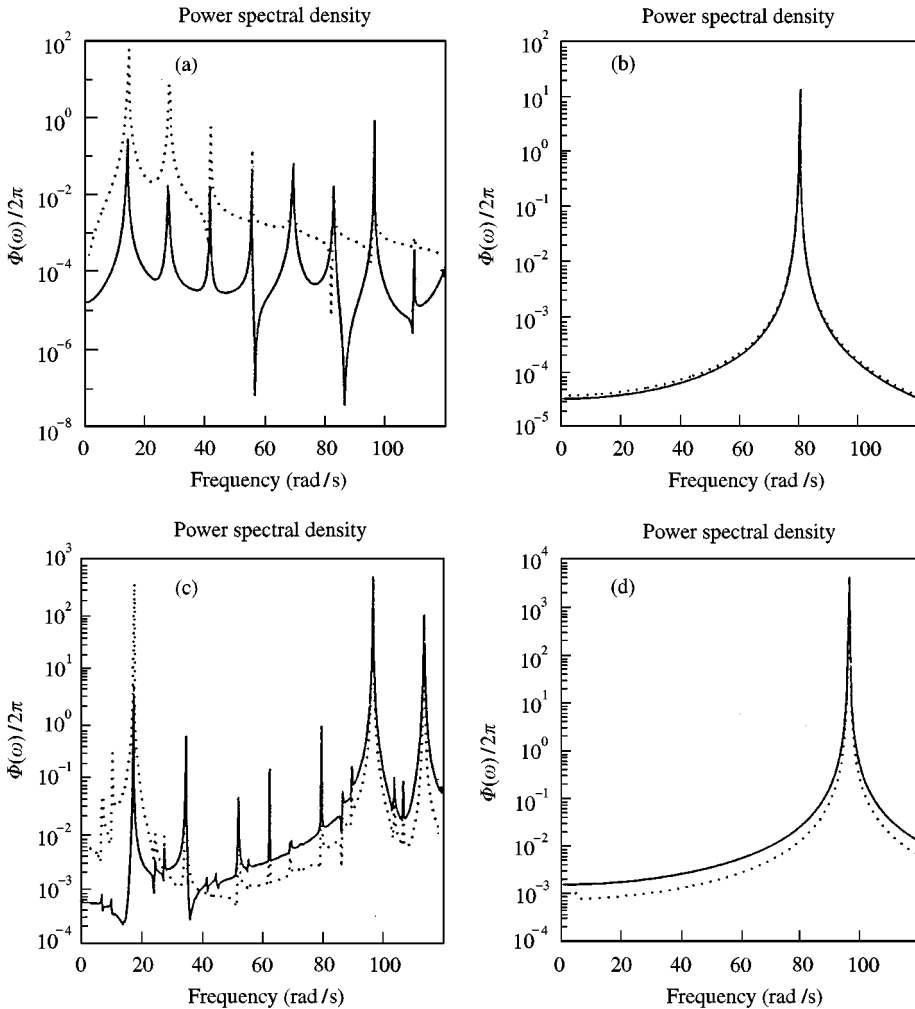 Power spectral density
(a)
10^2
10^0
10^-2
10^-4
10^-6
10^-8
Φ(ω)/2π
0 20 40 60 80 100
Frequency (rad/s)
Power spectral density
(b)
10^2
10^1
10^0
10^-1
10^-2
10^-3
10^-4
10^-5
Φ(ω)/2π
0 20 40 60 80 100
Frequency (rad/s)
Power spectral density
(c)
10^3
10^2
10^1
10^0
10^-1
10^-2
10^-3
10^-4
Φ(ω)/2π
0 20 40 60 80 100
Frequency (rad/s)
Power spectral density
(d)
10^4
10^3
10^2
10^1
10^0
10^-1
10^-2
10^-3
10^-4
Φ(ω)/2π
0 20 40 60 80 100
Frequency (rad/s)